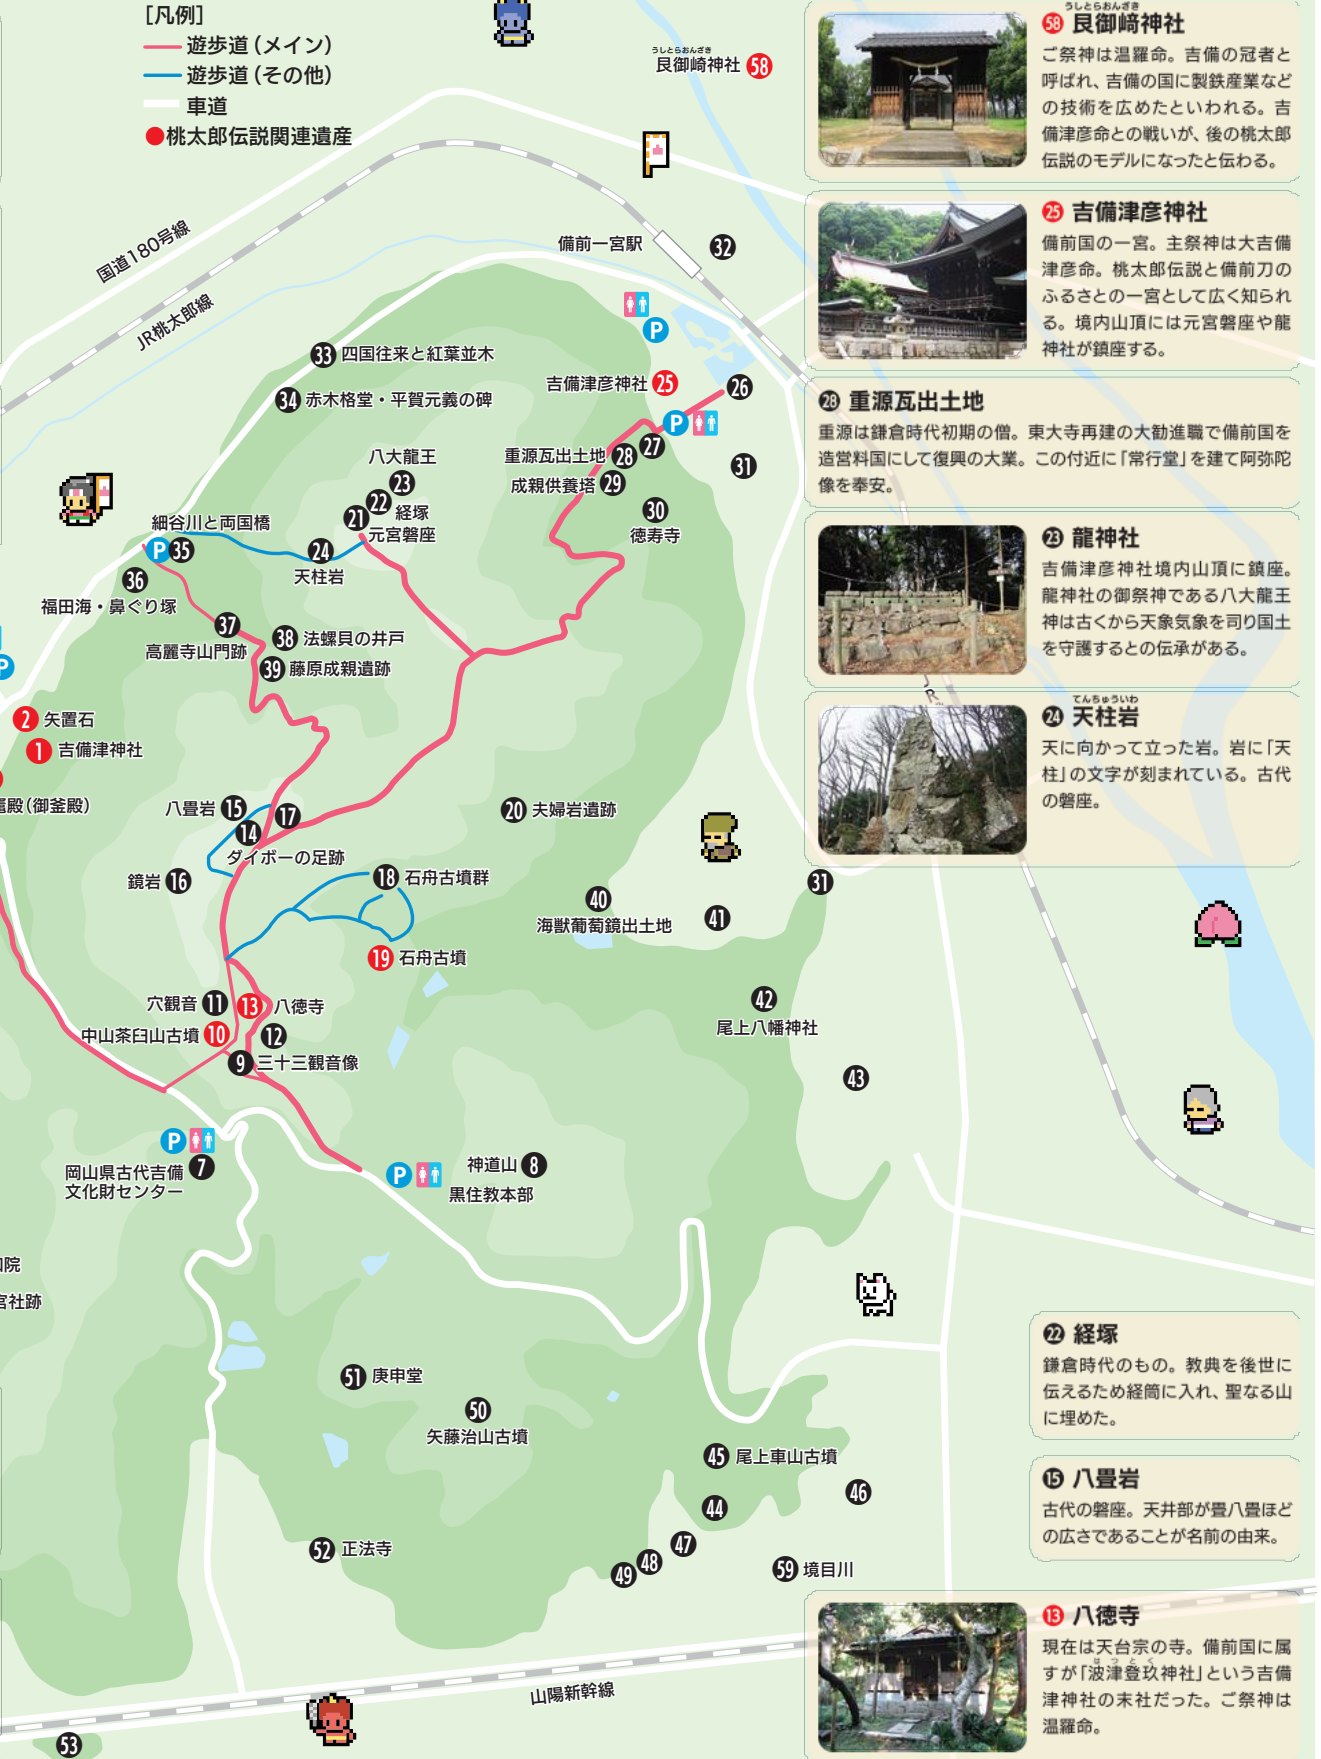 [凡例]
遊歩道(メイン)
遊歩道(その他)
車道
●桃太郎伝説関連遺産
うしとらおんざき
艮御崎神社 58
国道180号線
JR桃太郎線
備前一宮駅
32
P
33 四国往来と紅葉並木
34 赤木格堂・平賀元義の碑
吉備津彦神社 25
26
P
27
重源瓦出土地 28
成親供養塔 29
31
30
徳寿寺
八大龍王
23
22 経塚
21
元宮磐座
細谷川と両国橋
P 35
24
天柱岩
36
福田海・鼻ぐり塚
37
高麗寺山門跡
38 法螺貝の井戸
39 藤原成親遺跡
P
2 矢置石
1 吉備津神社
竈殿(御釜殿)
八畳岩 15
17
14
ダイボーの足跡
鏡岩 16
20 夫婦岩遺跡
18 石舟古墳群
19 石舟古墳
31
40
海獣葡萄鏡出土地
41
穴観音 11
13 八徳寺
中山茶臼山古墳 10
12
9 三十三観音像
42
尾上八幡神社
43
P
岡山県古代吉備
文化財センター
7
P
神道山 8
黒住教本部
院
宮社跡
51 庚申堂
50
矢藤治山古墳
45 尾上車山古墳
46
44
47
48
49
52 正法寺
59 境目川
山陽新幹線
53
うしとらおんざき
58 艮御﨑神社
ご祭神は温羅命。吉備の冠者と
呼ばれ、吉備の国に製鉄産業など
の技術を広めたといわれる。吉
備津彦命との戦いが、後の桃太郎
伝説のモデルになったと伝わる。
25 吉備津彦神社
備前国の一宮。主祭神は大吉備
津彦命。桃太郎伝説と備前刀の
ふるさとの一宮として広く知られ
る。境内山頂には元宮磐座や龍
神社が鎮座する。
28 重源瓦出土地
重源は鎌倉時代初期の僧。東大寺再建の大勧進職で備前国を
造営料国にして復興の大業。この付近に「常行堂」を建て阿弥陀
像を奉安。
23 龍神社
吉備津彦神社境内山頂に鎮座。
龍神社の御祭神である八大龍王
神は古くから天象気象を司り国土
を守護するとの伝承がある。
てんちゅういわ
24 天柱岩
天に向かって立った岩。岩に「天
柱」の文字が刻まれている。古代
の磐座。
22 経塚
鎌倉時代のもの。教典を後世に
伝えるため経筒に入れ、聖なる山
に埋めた。
15 八畳岩
古代の磐座。天井部が畳八畳ほど
の広さであることが名前の由来。
13 八徳寺
現在は天台宗の寺。備前国に属
はつとく
すが「波津登玖神社」という吉備
津神社の末社だった。ご祭神は
温羅命。